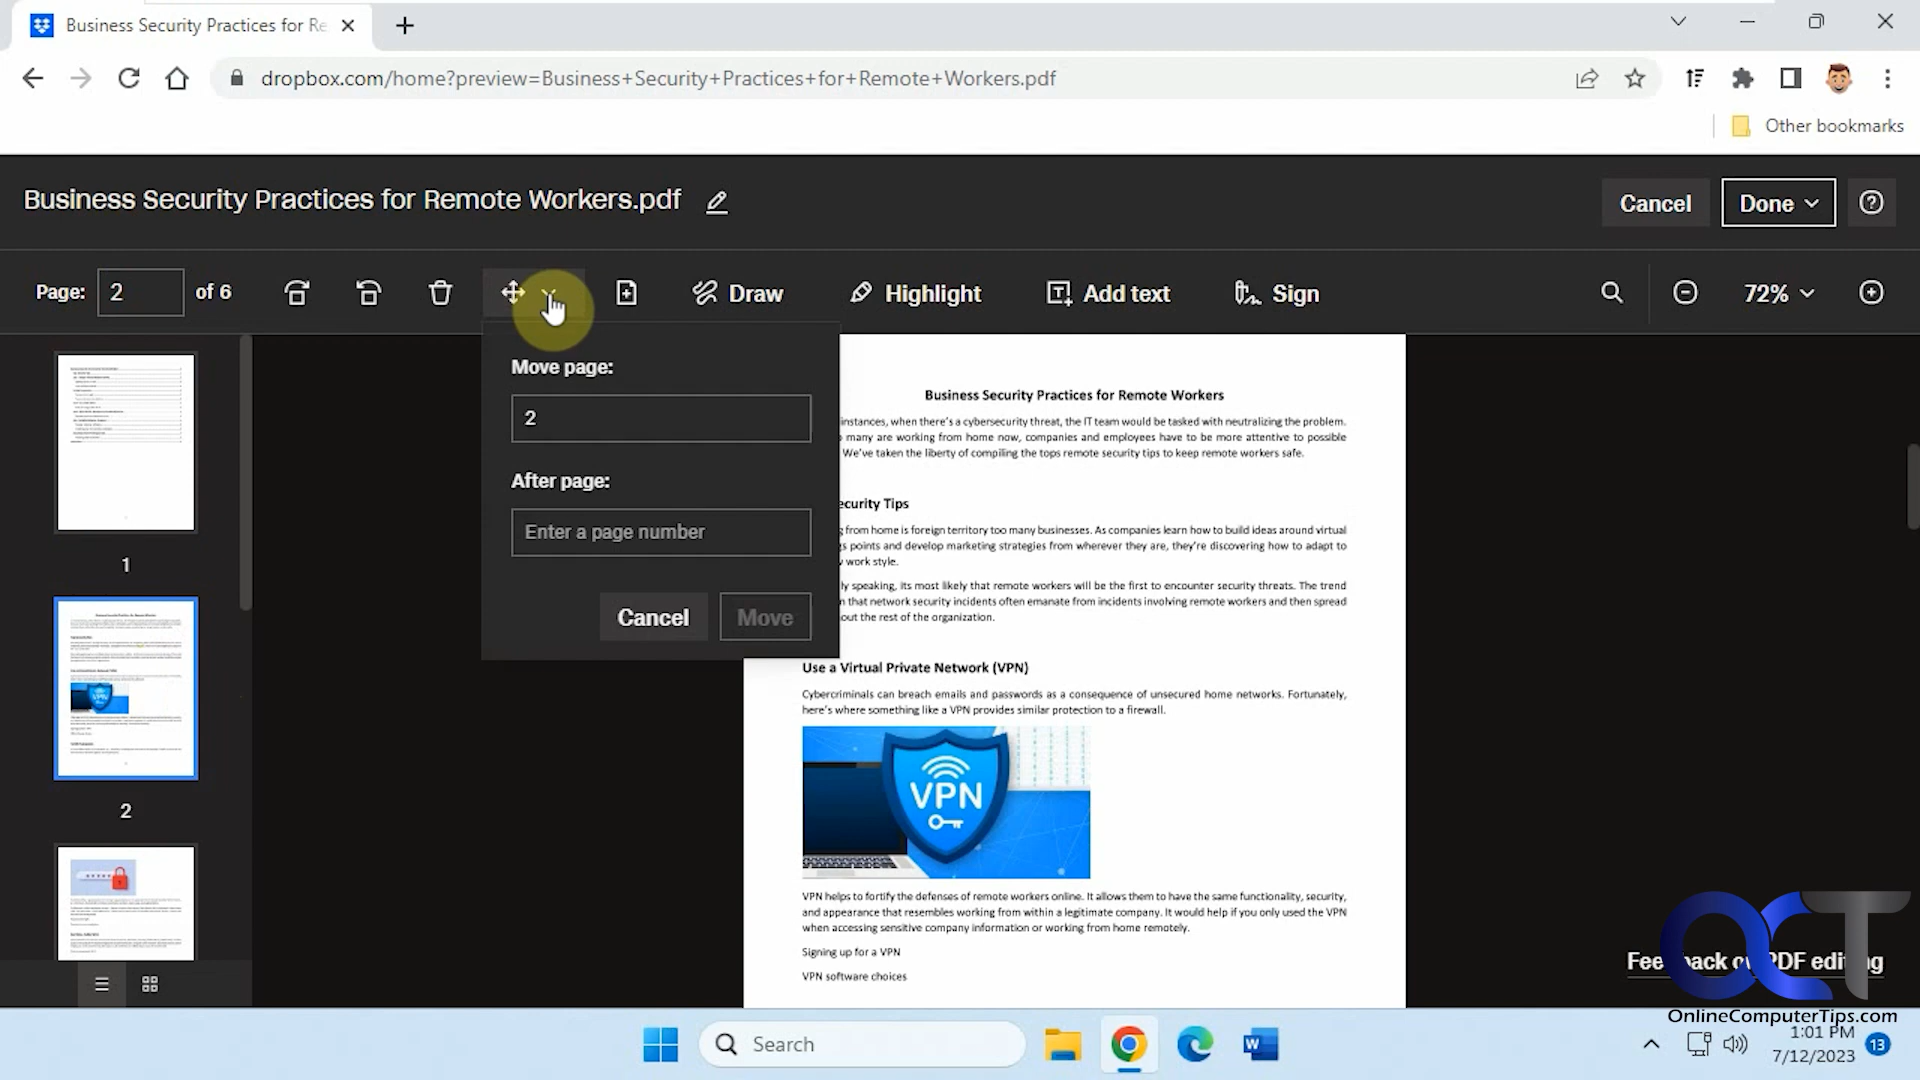 Business Security Practices for Re
dropbox.com/home?preview=Business+Security+Practices+for+Remote+Workers.pdf
Other bookmarks
Business Security Practices for Remote Workers.pdf
Cancel
Done
Page: 2 of 6
Draw
Highlight
Add text
Sign
72%
Move page:
2
After page:
Enter a page number
Cancel
Move
1
2
Business Security Practices for Remote Workers
instances, when there's a cybersecurity threat, the IT team would be tasked with neutralizing the problem.
many are working from home now, companies and employees have to be more attentive to possible
We've taken the liberty of compiling the tops remote security tips to keep remote workers safe.
ecurity Tips
from home is foreign territory too many businesses. As companies learn how to build ideas around virtual
gs points and develop marketing strategies from wherever they are, they're discovering how to adapt to
work style.
ly speaking, its most likely that remote workers will be the first to encounter security threats. The trend
n that network security incidents often emanate from incidents involving remote workers and then spread
out the rest of the organization.
Use a Virtual Private Network (VPN)
Cybercriminals can breach emails and passwords as a consequence of unsecured home networks. Fortunately,
here's where something like a VPN provides similar protection to a firewall.
VPN
VPN helps to fortify the defenses of remote workers online. It allows them to have the same functionality, security,
and appearance that resembles working from within a legitimate company. It would help if you only used the VPN
when accessing sensitive company information or working from home remotely.
Signing up for a VPN
VPN software choices
Feedback on PDF editing
OCT
OnlineComputerTips.com
Search
1:01 PM
7/12/2023
13